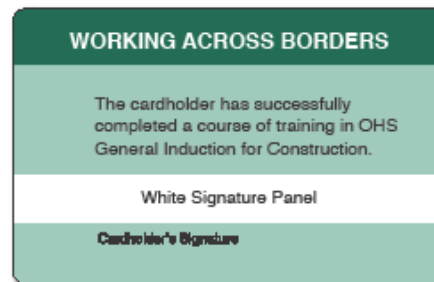 WORKING ACROSS BORDERS
The cardholder has successfully
completed a course of training in OHS
General Induction for Construction.
White Signature Panel
Cardholder's Signature